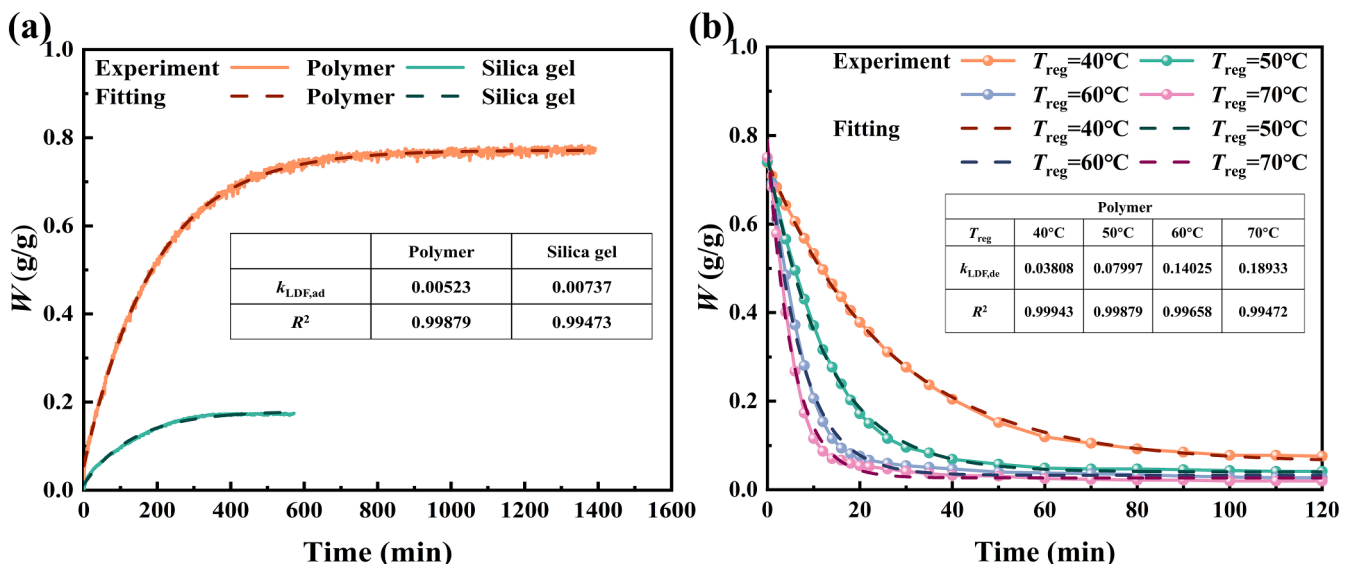 (a)
W (g/g)
1.0
0.8
0.6
0.4
0.2
0.0
Experiment Polymer Silica gel
Fitting Polymer Silica gel
Polymer Silica gel
kLDF,ad 0.00523 0.00737
R² 0.99879 0.99473
0 200 400 600 800 1000 1200 1400 1600
Time (min)
(b)
W (g/g)
1.0
0.8
0.6
0.4
0.2
0.0
Experiment Treg=40°C Treg=50°C
Treg=60°C Treg=70°C
Fitting Treg=40°C Treg=50°C
Treg=60°C Treg=70°C
Polymer
Treg 40°C 50°C 60°C 70°C
kLDF,de 0.03808 0.07997 0.14025 0.18933
R² 0.99943 0.99879 0.99658 0.99472
0 20 40 60 80 100 120
Time (min)